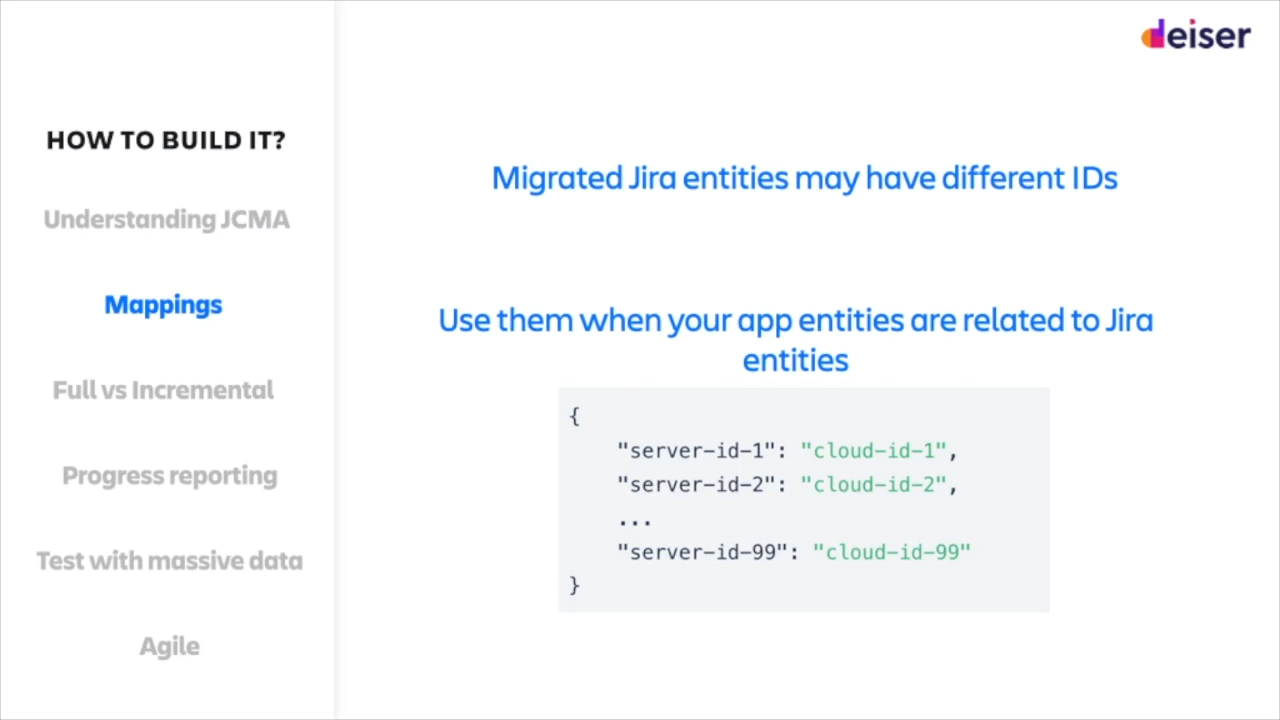 deiser
HOW TO BUILD IT?
Understanding JCMA
Mappings
Full vs Incremental
Progress reporting
Test with massive data
Agile
Migrated Jira entities may have different IDs
Use them when your app entities are related to Jira
entities
{
    "server-id-1": "cloud-id-1",
    "server-id-2": "cloud-id-2",
    ...
    "server-id-99": "cloud-id-99"
}